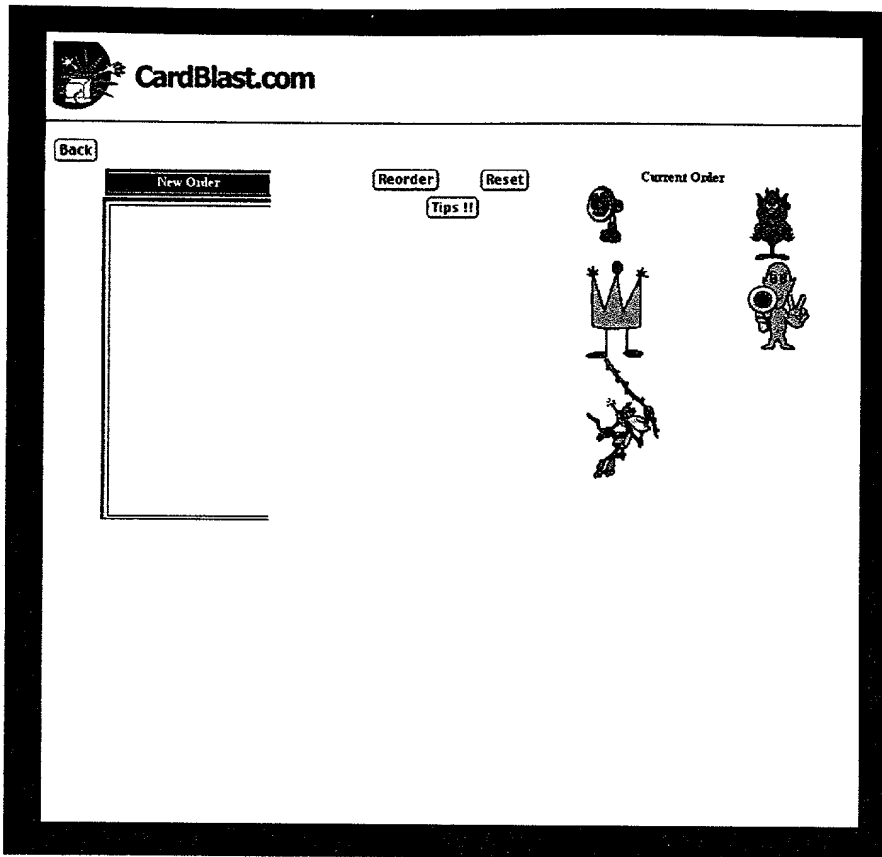 CardBlast.com
Back
New Order
Reorder
Reset
Current Order
Tips !!